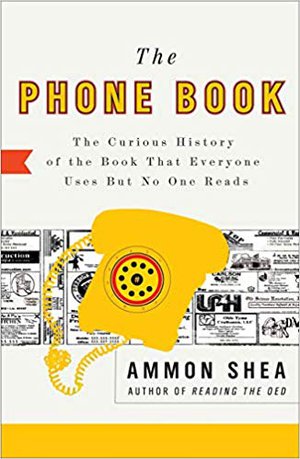 The
PHONE BOOK
The Curious History
of the Book That Everyone
Uses But No One Reads
AMMON SHEA
AUTHOR OF READING THE OED